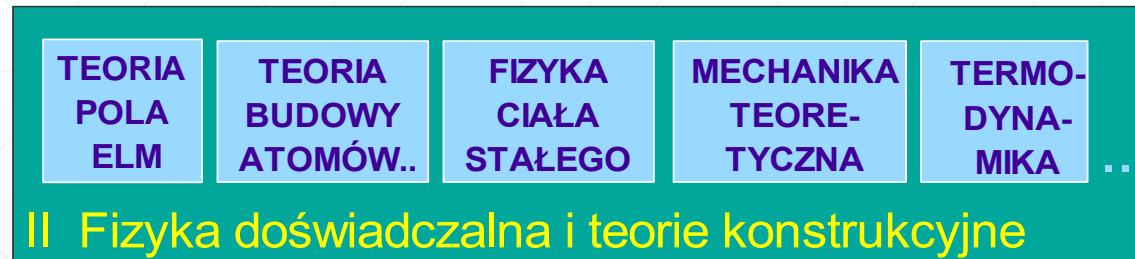 TEORIA
POLA
ELM
TEORIA
BUDOWY
ATOMÓW..
FIZYKA
CIAŁA
STAŁEGO
MECHANIKA
TEORE-
TYCZNA
TERMO-
DYNA-
MIKA
..
II Fizyka doświadczalna i teorie konstrukcyjne